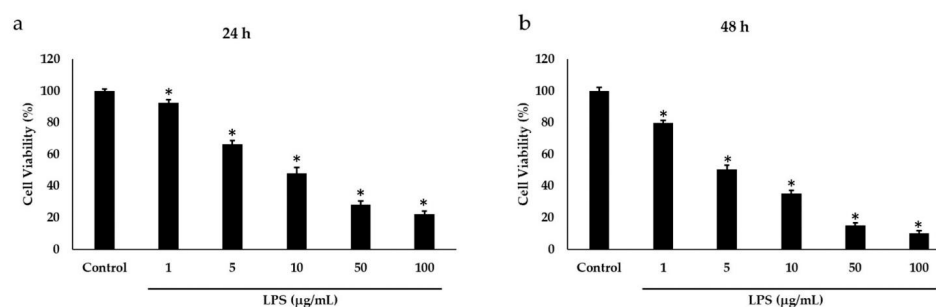 a
24 h
120
100
80
60
40
20
0
Cell Viability (%)
* * * * *
Control 1 5 10 50 100
LPS (µg/mL)
b
48 h
120
100
80
60
40
20
0
Cell Viability (%)
* * * * *
Control 1 5 10 50 100
LPS (µg/mL)